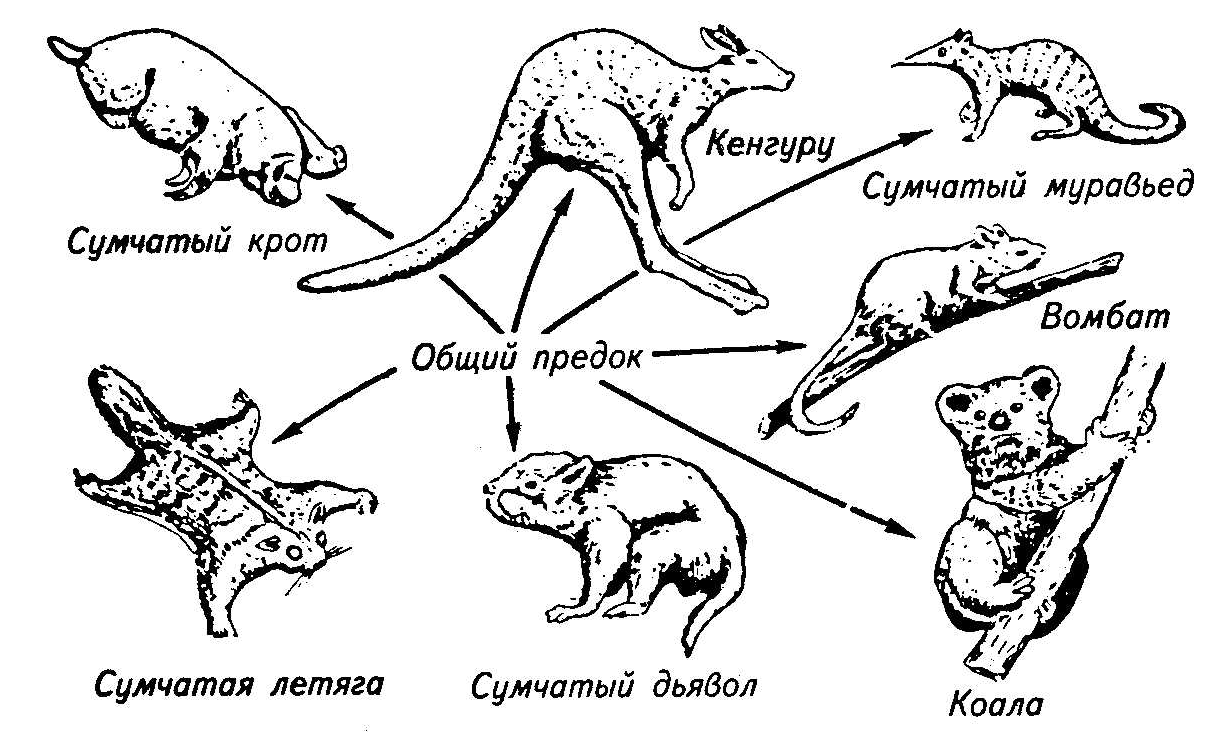 Кенгуру
Сумчатый муравьед
Сумчатый крот
Вомбат
Общий предок
Сумчатая летяга
Сумчатый дьявол
Коала